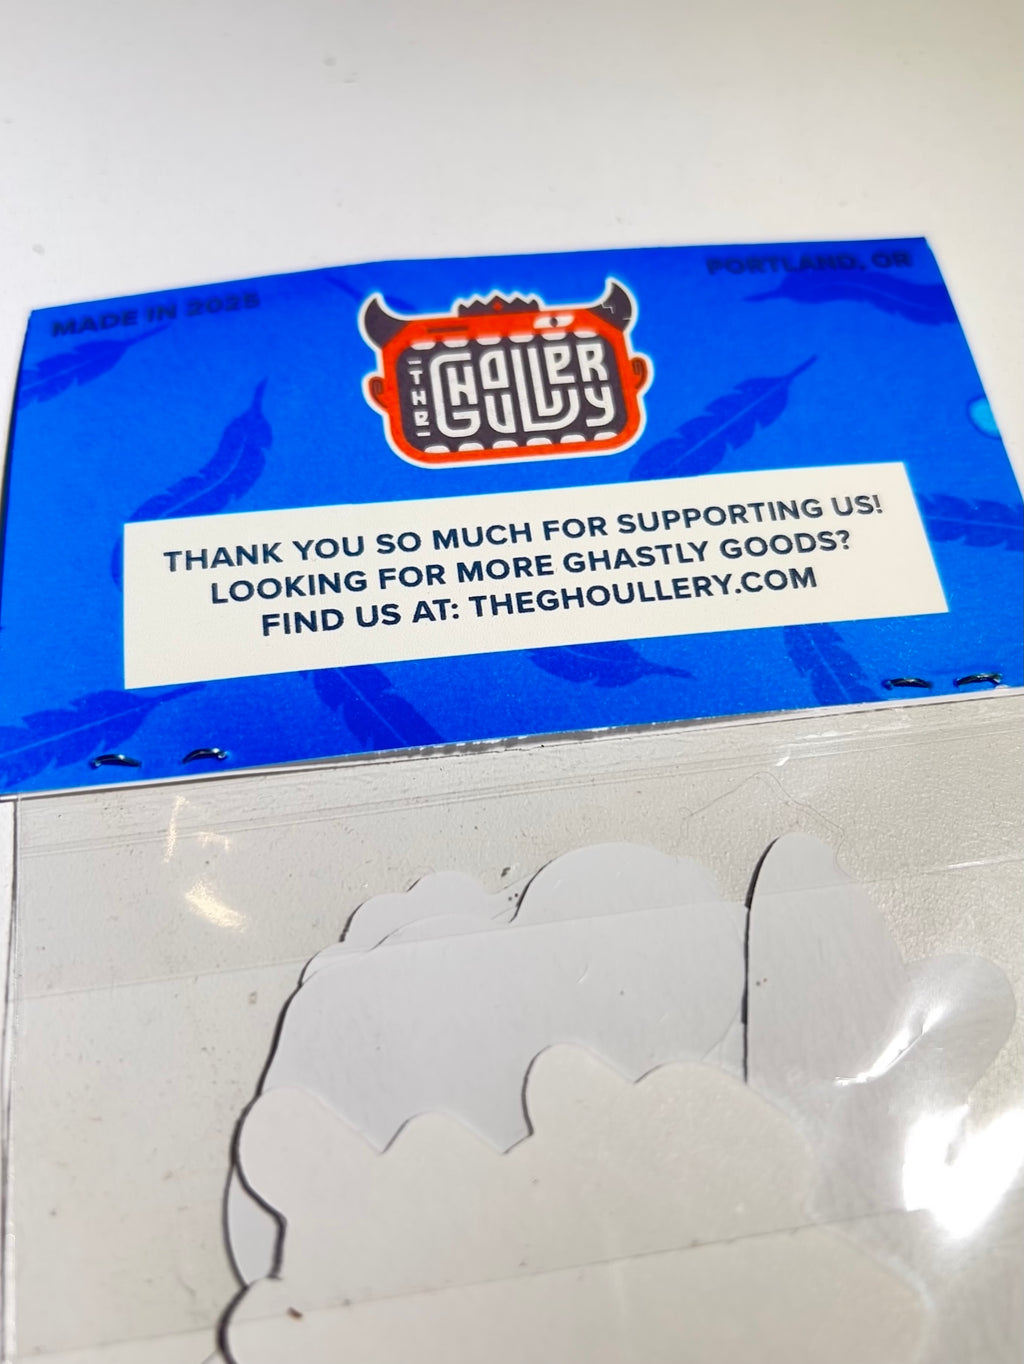 MADE IN 2025
PORTLAND, OR
THE
GHOULLERY
THANK YOU SO MUCH FOR SUPPORTING US!
LOOKING FOR MORE GHASTLY GOODS?
FIND US AT: THEGHOULLERY.COM